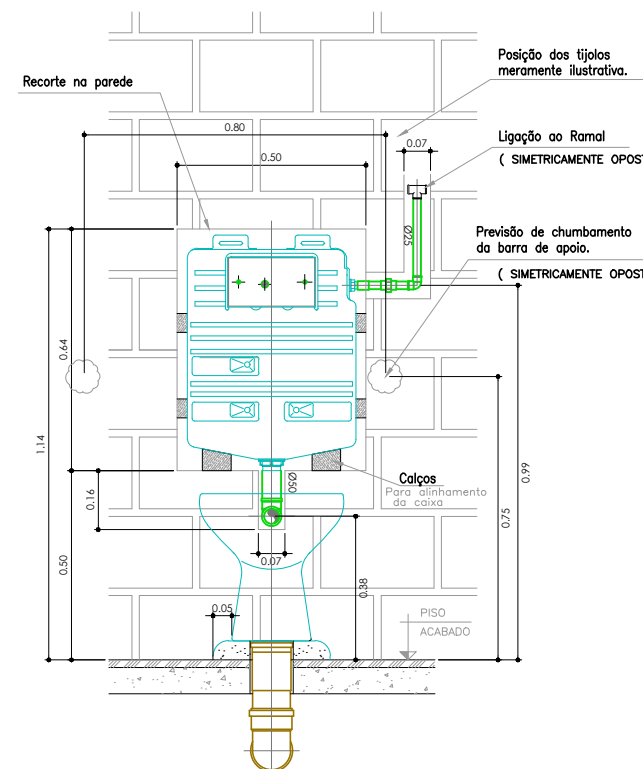 Posição dos tijolos
meramente ilustrativa.
Recorte na parede
0.80
0.07
Ligação ao Ramal
( SIMETRICAMENTE OPOST
0.50
Ø25
Previsão de chumbamento
da barra de apoio.
( SIMETRICAMENTE OPOST
0.64
1.14
0.99
0.75
Calços
Para alinhamento
da caixa
Ø50
0.16
0.50
0.07
0.38
0.05
PISO
ACABADO